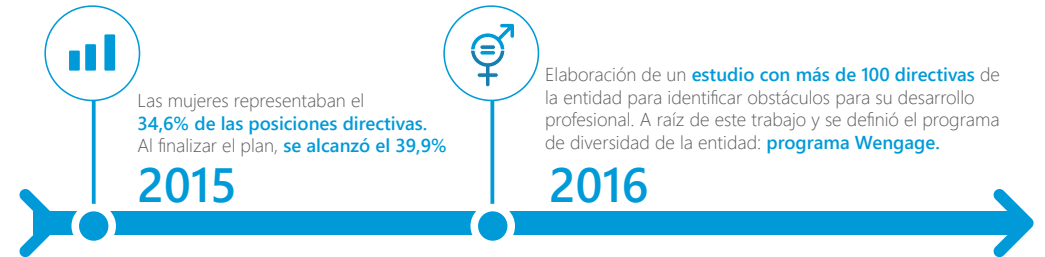 Las mujeres representaban el
34,6% de las posiciones directivas.
Al finalizar el plan, se alcanzó el 39,9%
2015
Elaboración de un estudio con más de 100 directivas de
la entidad para identificar obstáculos para su desarrollo
profesional. A raíz de este trabajo y se definió el programa
de diversidad de la entidad: programa Wengage.
2016